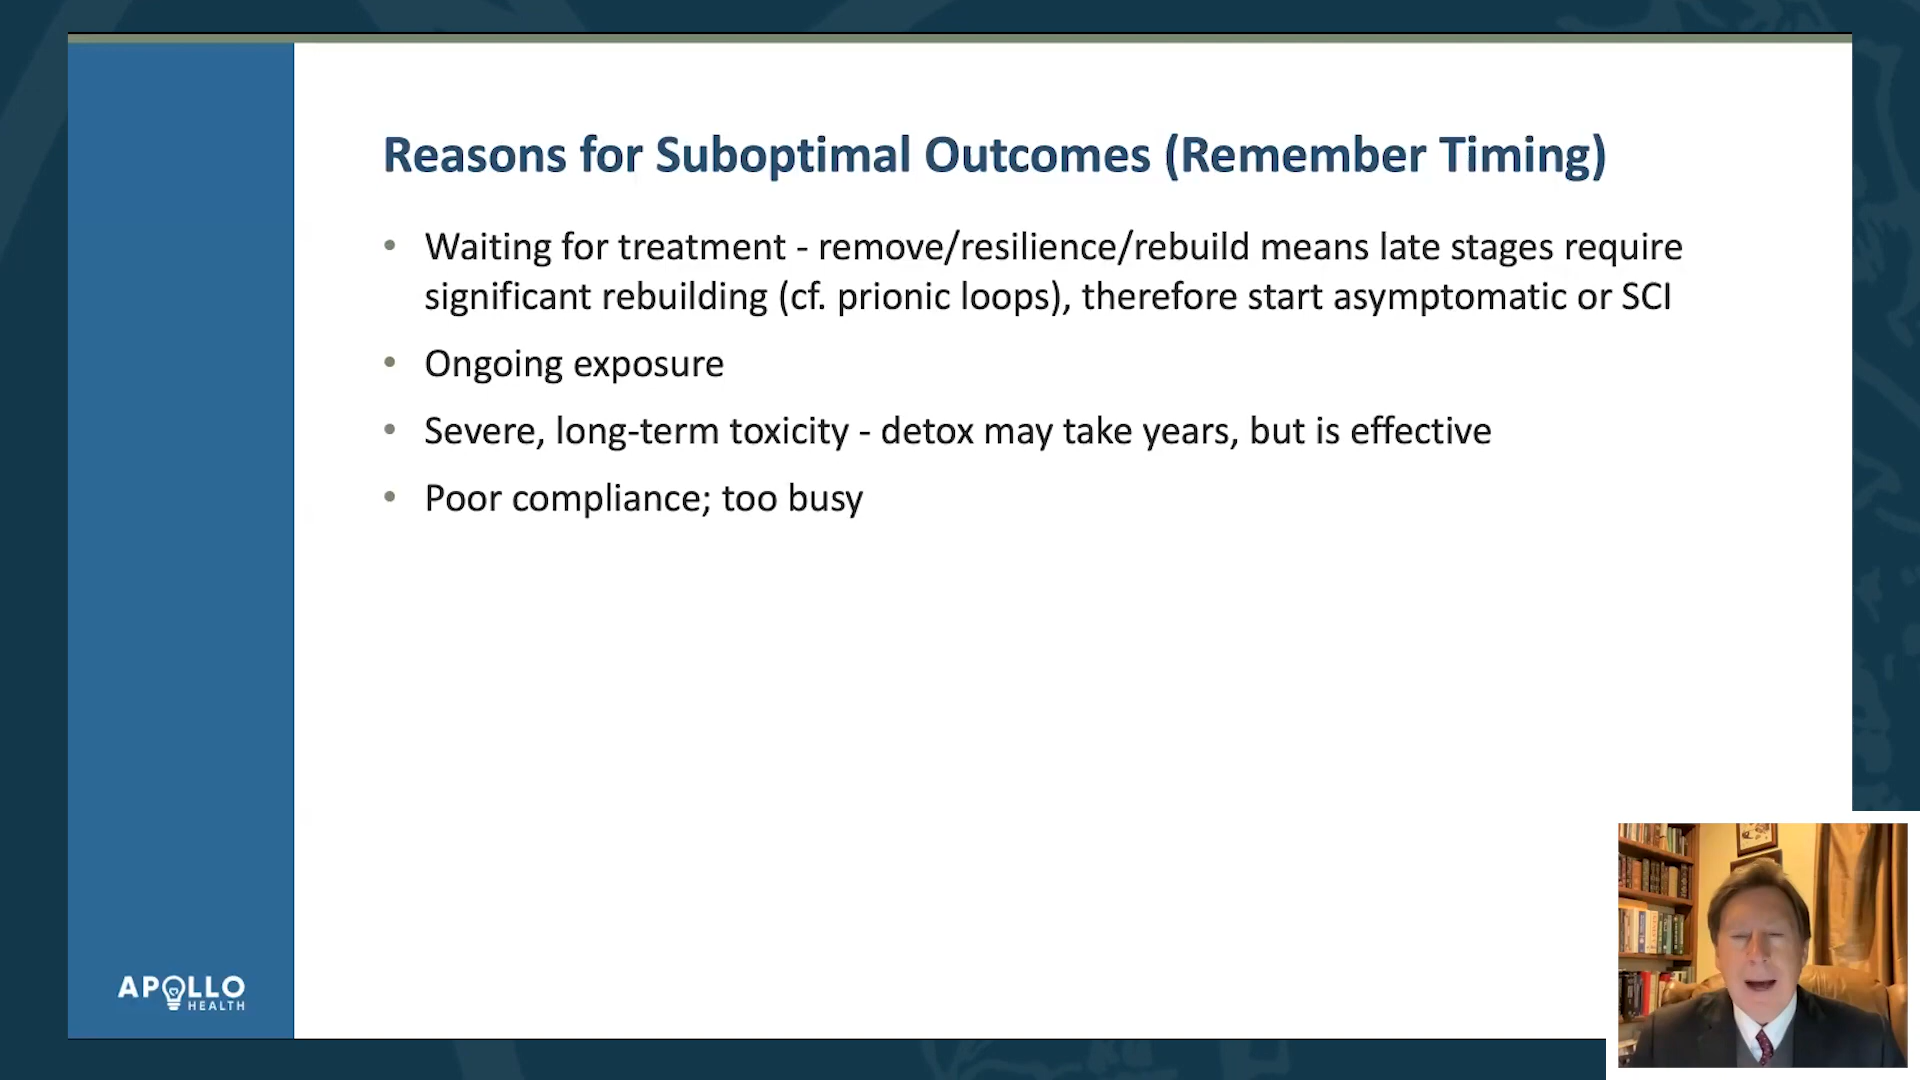 Reasons for Suboptimal Outcomes (Remember Timing)
• Waiting for treatment - remove/resilience/rebuild means late stages require
significant rebuilding (cf. prionic loops), therefore start asymptomatic or SCI
• Ongoing exposure
• Severe, long-term toxicity - detox may take years, but is effective
• Poor compliance; too busy
APOLLO
HEALTH